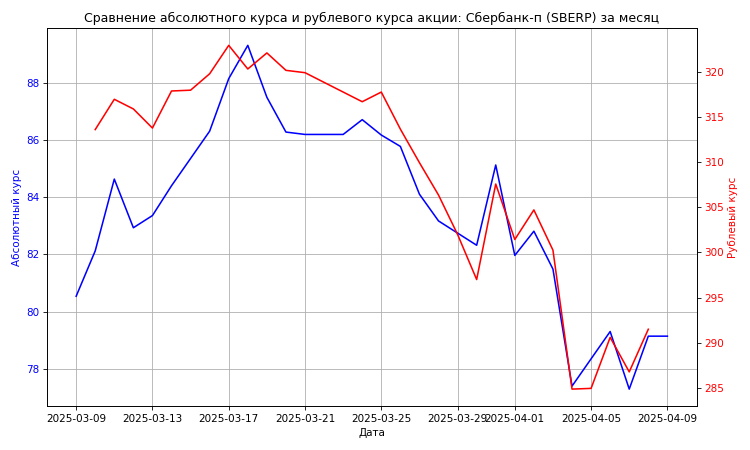 Сравнение абсолютного курса и рублевого курса акции: Сбербанк-п (SBERP) за месяц
88
86
84
82
80
78
Абсолютный курс
320
315
310
305
300
295
290
285
Рублевый курс
2025-03-09 2025-03-13 2025-03-17 2025-03-21 2025-03-25 2025-03-29 2025-04-01 2025-04-05 2025-04-09
Дата